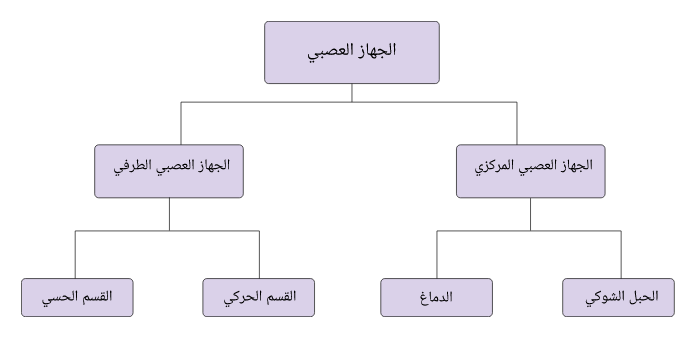 الجهاز العصبي
الجهاز العصبي المركزي
الجهاز العصبي الطرفي
الحبل الشوكي
الدماغ
القسم الحركي
القسم الحسي